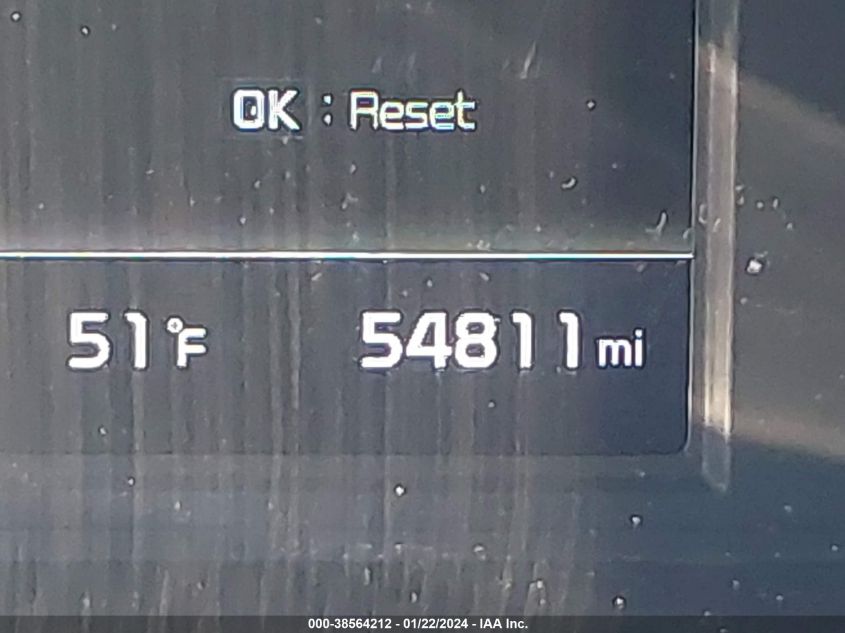 OK : Reset
51°F 54811 mi
000-38564212 - 01/22/2024 - IAA Inc.